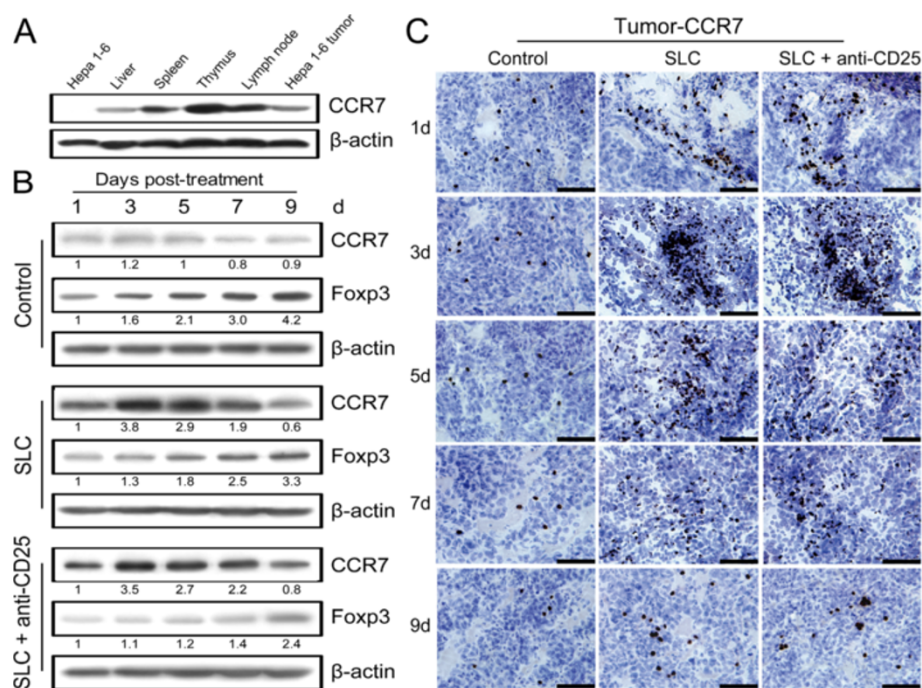 A
Hepa 1-6
Liver
Spleen
Thymus
Lymph node
Hepa 1-6 tumor
CCR7
β-actin
B
Days post-treatment
1 3 5 7 9 d
Control
CCR7
1 1.2 1 0.8 0.9
Foxp3
1 1.6 2.1 3.0 4.2
β-actin
SLC
CCR7
1 3.8 2.9 1.9 0.6
Foxp3
1 1.3 1.8 2.5 3.3
β-actin
SLC + anti-CD25
CCR7
1 3.5 2.7 2.2 0.8
Foxp3
1 1.1 1.2 1.4 2.4
β-actin
C
Tumor-CCR7
Control SLC SLC + anti-CD25
1d
3d
5d
7d
9d